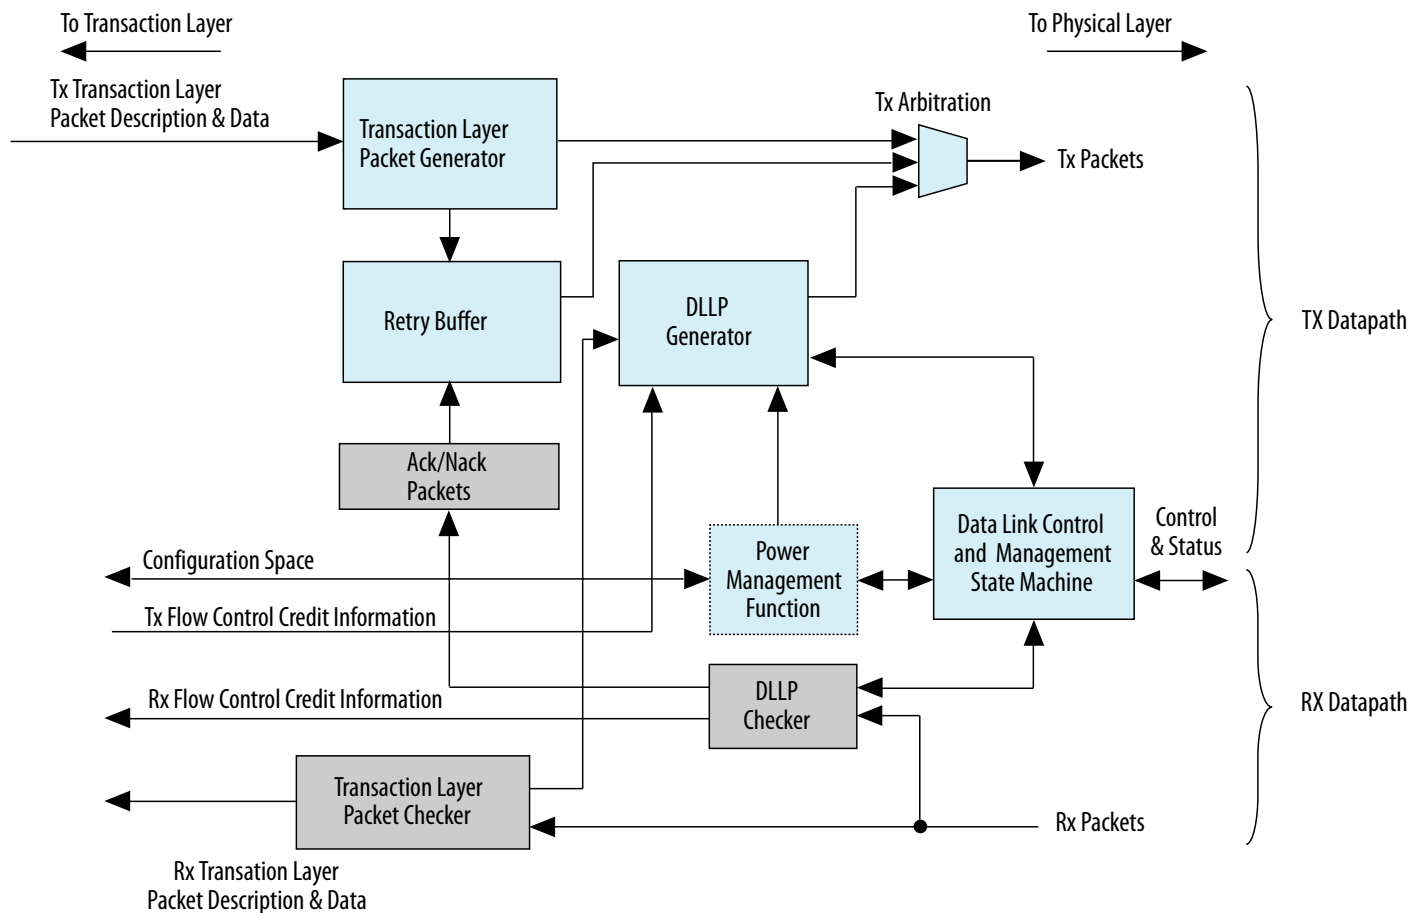 To Transaction Layer
To Physical Layer
Tx Transaction Layer
Packet Description & Data
Tx Arbitration
Transaction Layer
Packet Generator
Tx Packets
Retry Buffer
DLLP
Generator
TX Datapath
Ack/Nack
Packets
Data Link Control
and Management
State Machine
Control
& Status
Configuration Space
Power
Management
Function
Tx Flow Control Credit Information
Rx Flow Control Credit Information
DLLP
Checker
RX Datapath
Transaction Layer
Packet Checker
Rx Packets
Rx Transation Layer
Packet Description & Data